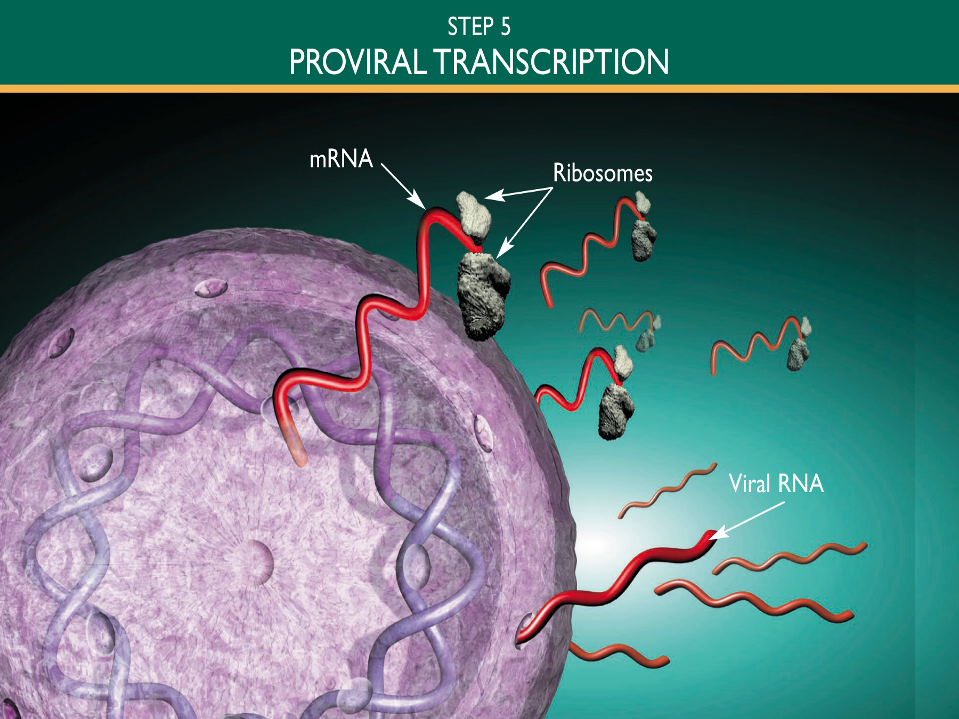 STEP 5
PROVIRAL TRANSCRIPTION
mRNA
Ribosomes
Viral RNA